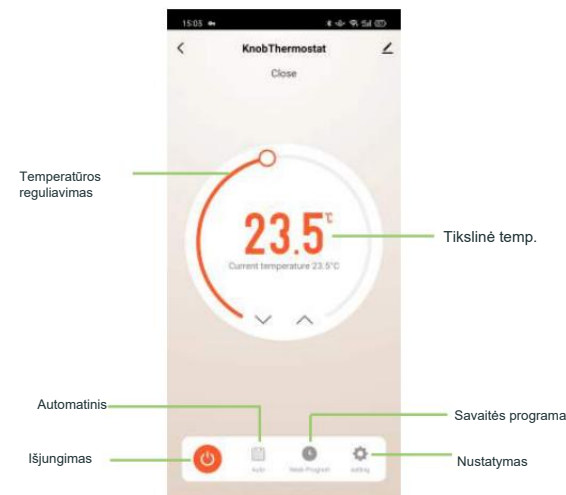 15:03
KnobThermostat
Close
Temperatūros
reguliavimas
23.5℃
Tikslinė temp.
Current temperature 23.5°C
Automatinis
Savaitės programa
Išjungimas
Auto
Week Program
setting
Nustatymas